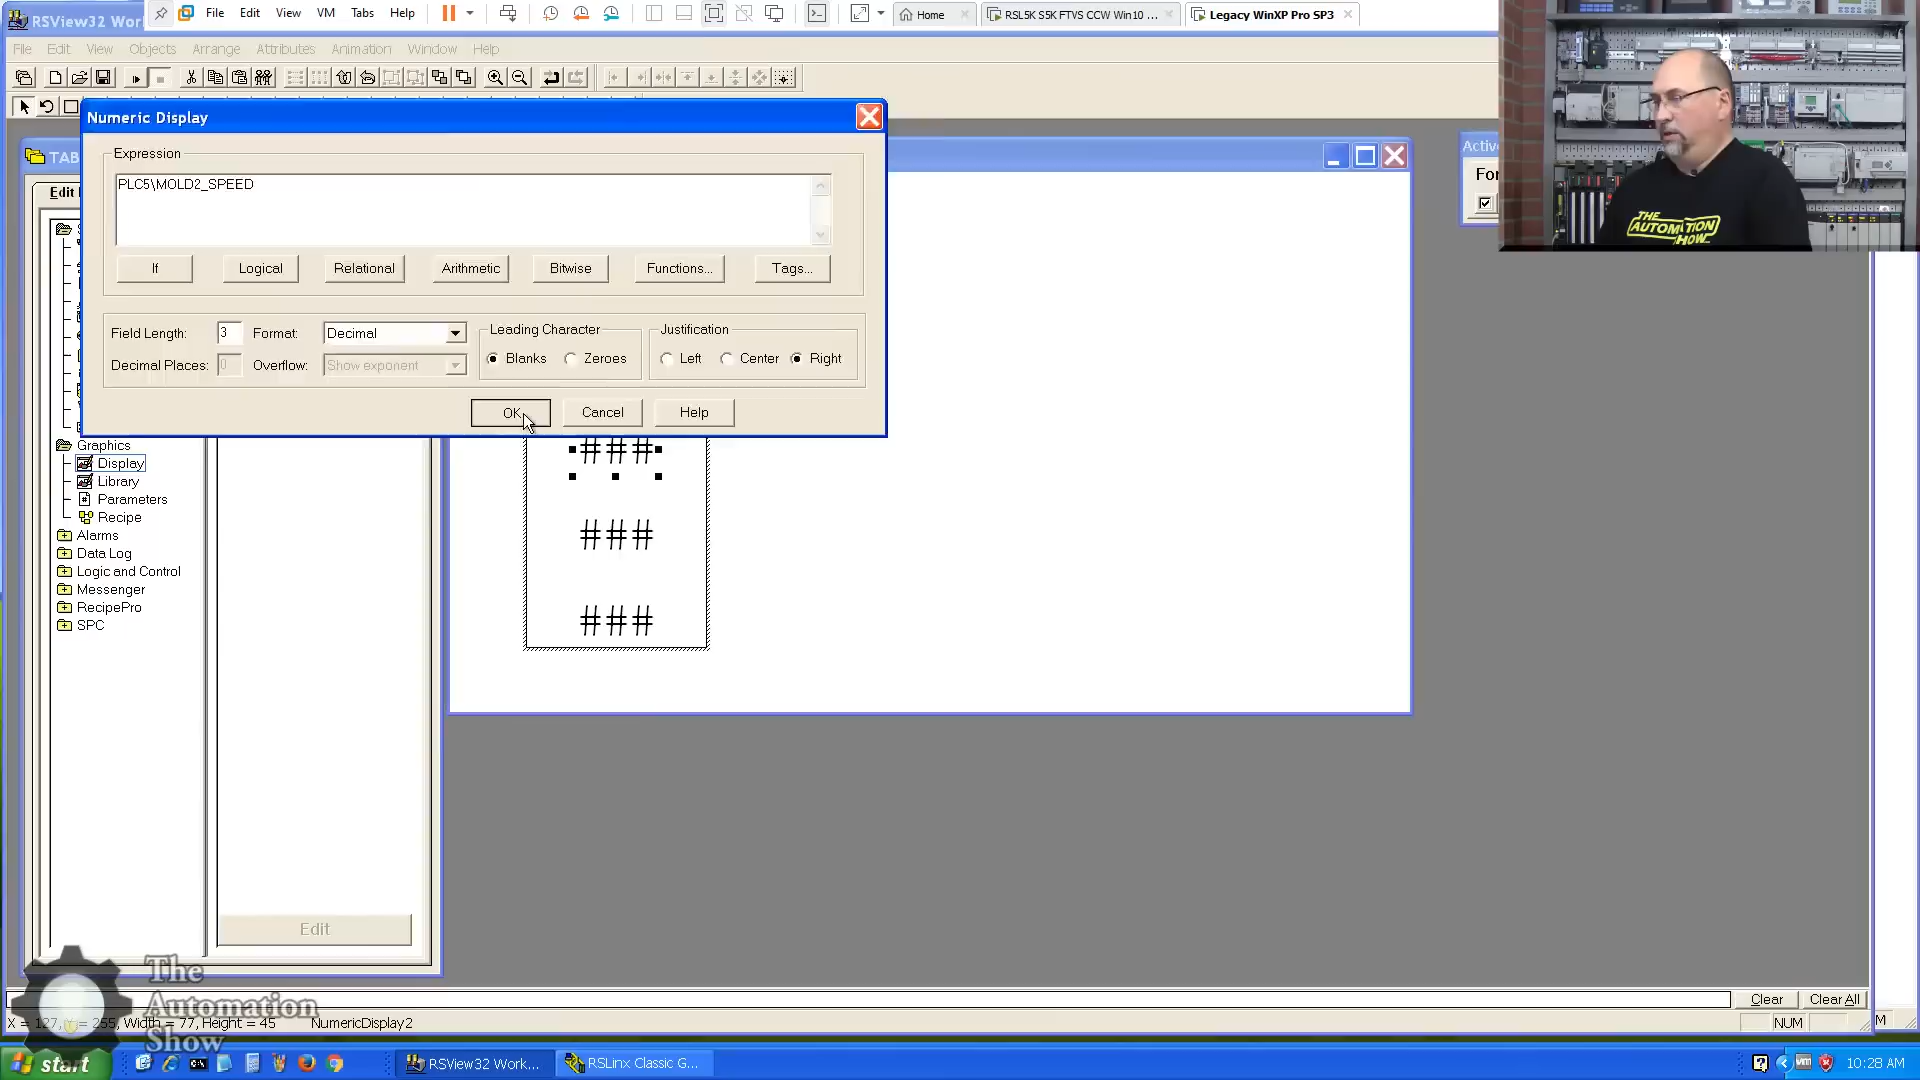 RSView32 Worl
File Edit View VM Tabs Help
Home
RSL5K S5K FTVS CCW Win10 ...
Legacy WinXP Pro SP3
File Edit View Objects Arrange Attributes Animation Window Help
Numeric Display
Expression
PLC5\MOLD2_SPEED
If
Logical
Relational
Arithmetic
Bitwise
Functions...
Tags...
Field Length: 3
Format: Decimal
Leading Character
Blanks
Zeroes
Justification
Left
Center
Right
Decimal Places: 0
Overflow: Show exponent
OK
Cancel
Help
TAB
Edit
Graphics
Display
Library
Parameters
Recipe
Alarms
Data Log
Logic and Control
Messenger
RecipePro
SPC
###
###
###
Edit
Activ
For
THE
AUTOMATION
SHOW
The
Automation
Show
Clear
Clear All
X = 127, Y = 255, Width = 77, Height = 45
NumericDisplay2
NUM
M
start
RSView32 Work...
RSLinx Classic G...
10:28 AM